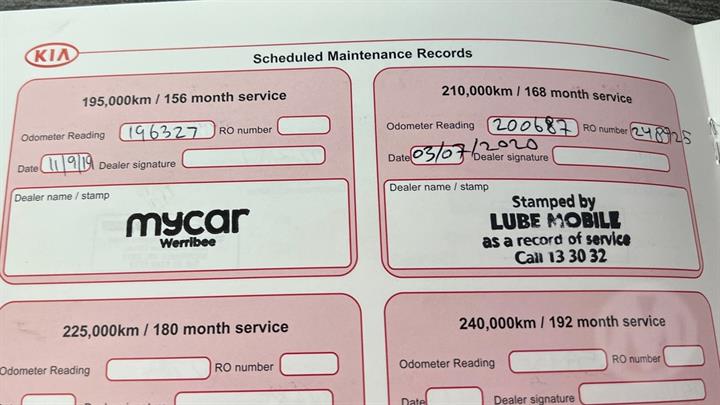 KIA
Scheduled Maintenance Records
195,000km / 156 month service
Odometer Reading 196327 RO number
Date 11/9/19 Dealer signature
Dealer name / stamp
mycar
Werribee
210,000km / 168 month service
Odometer Reading 200687 RO number 248925
Date 03/07/2020 Dealer signature
Dealer name / stamp
Stamped by
LUBE MOBILE
as a record of service
Call 13 30 32
225,000km / 180 month service
Odometer Reading RO number
240,000km / 192 month service
Odometer Reading RO number
Date Dealer signature